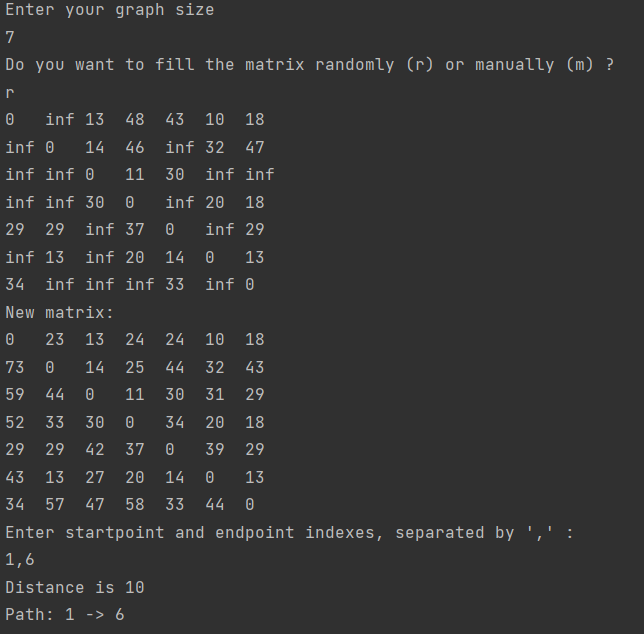 Enter your graph size
7
Do you want to fill the matrix randomly (r) or manually (m) ?
r
0 inf 13 48 43 10 18
inf 0 14 46 inf 32 47
inf inf 0 11 30 inf inf
inf inf 30 0 inf 20 18
29 29 inf 37 0 inf 29
inf 13 inf 20 14 0 13
34 inf inf inf 33 inf 0
New matrix:
0 23 13 24 24 10 18
73 0 14 25 44 32 43
59 44 0 11 30 31 29
52 33 30 0 34 20 18
29 29 42 37 0 39 29
43 13 27 20 14 0 13
34 57 47 58 33 44 0
Enter startpoint and endpoint indexes, separated by ',' :
1,6
Distance is 10
Path: 1 -> 6